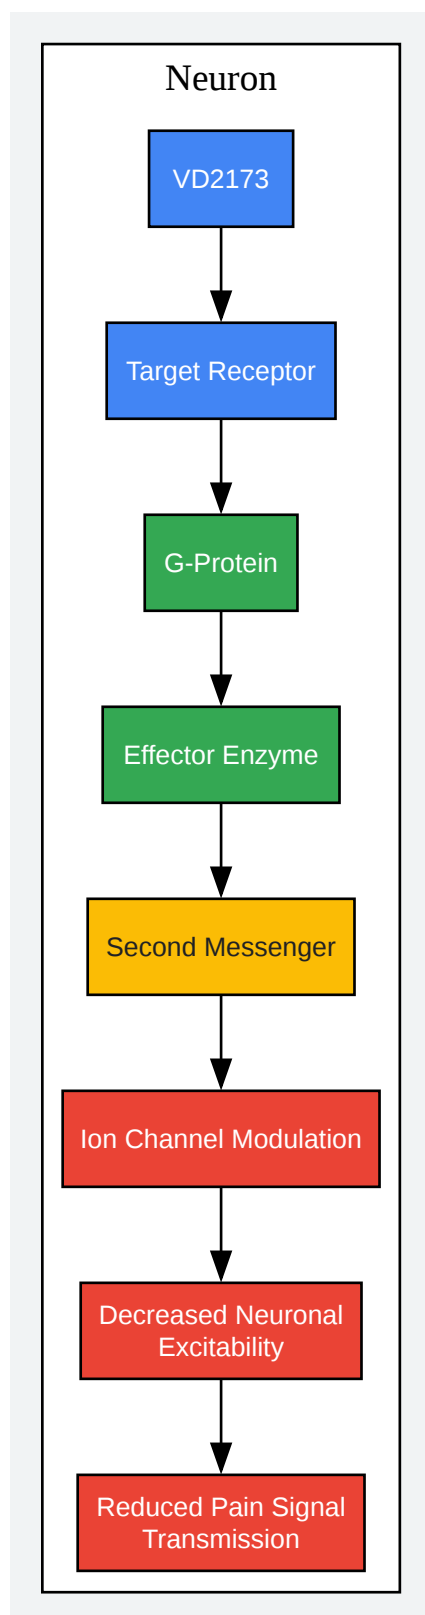 Neuron
VD2173
Target Receptor
G-Protein
Effector Enzyme
Second Messenger
Ion Channel Modulation
Decreased Neuronal
Excitability
Reduced Pain Signal
Transmission